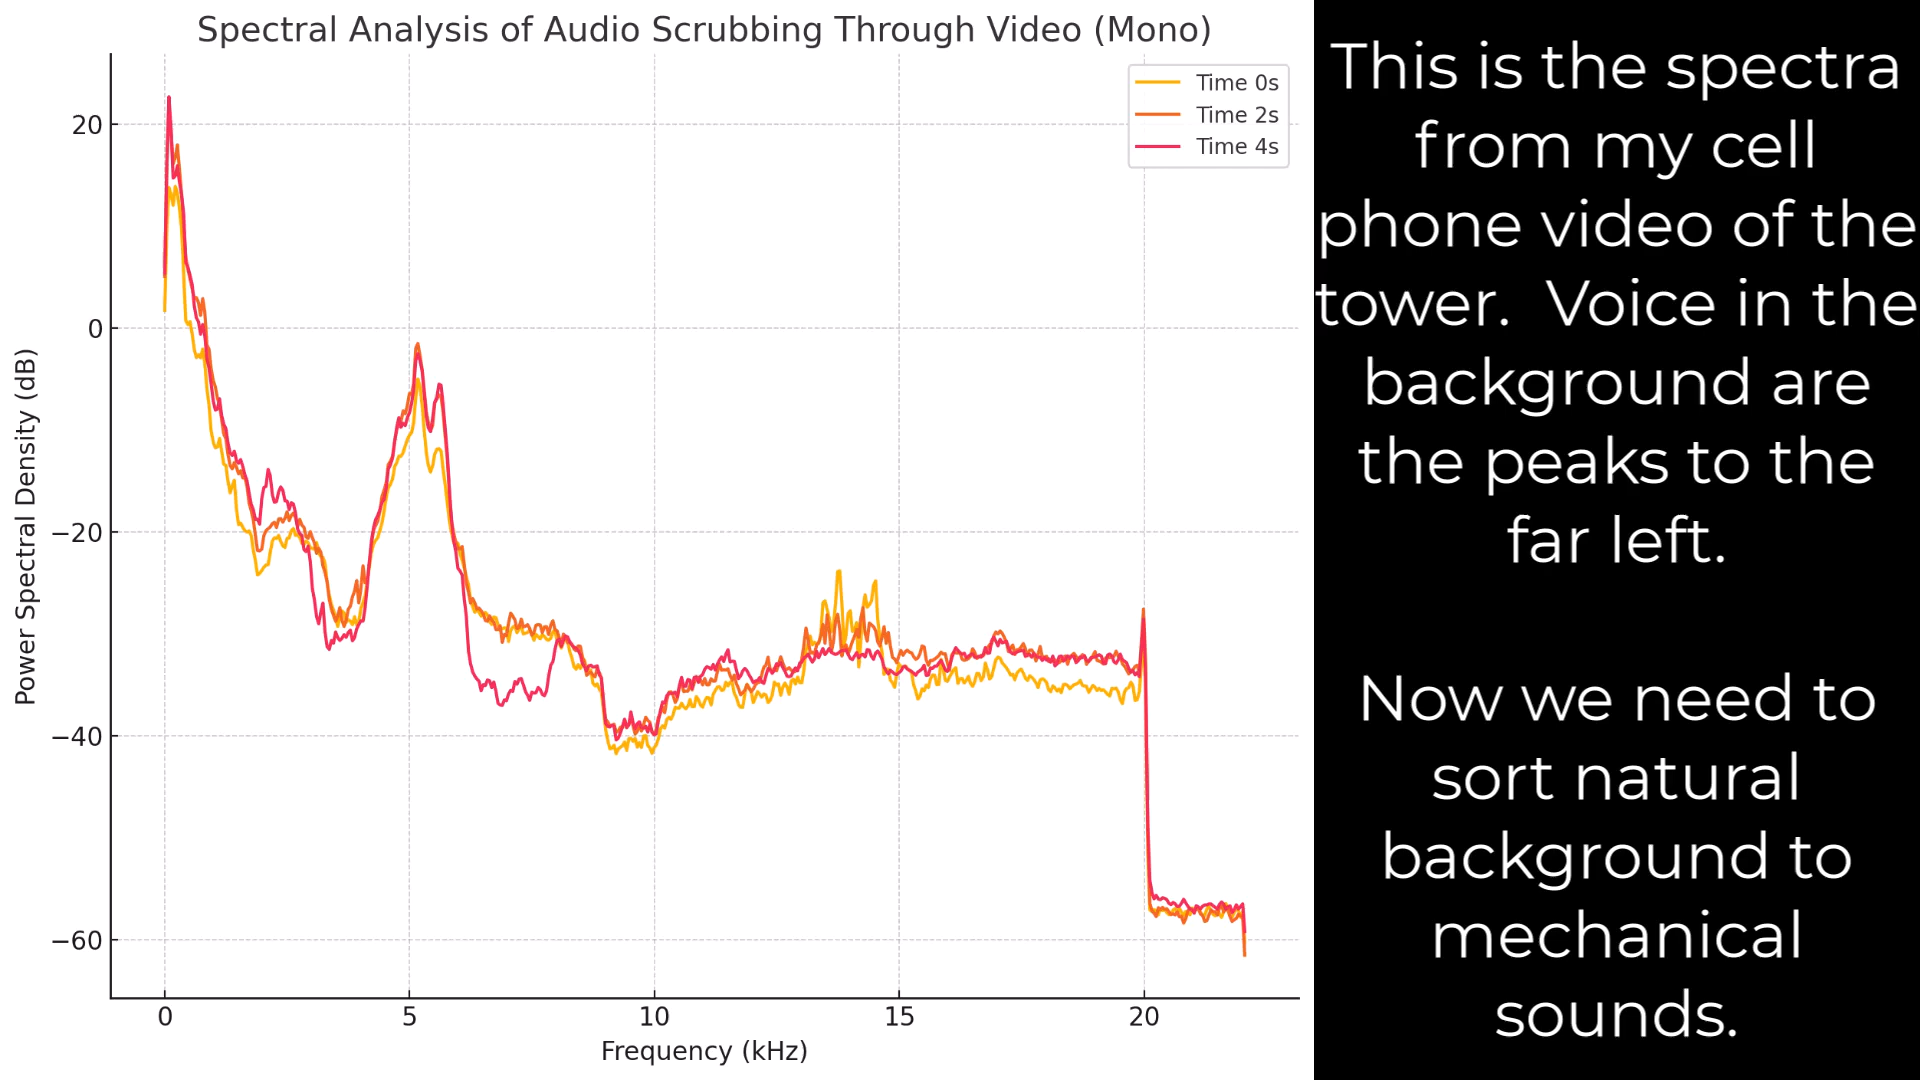 Spectral Analysis of Audio Scrubbing Through Video (Mono)
Time 0s
Time 2s
Time 4s
Power Spectral Density (dB)
20
0
−20
−40
−60
0 5 10 15 20
Frequency (kHz)
This is the spectra
from my cell
phone video of the
tower.  Voice in the
background are
the peaks to the
far left.
Now we need to
sort natural
background to
mechanical
sounds.